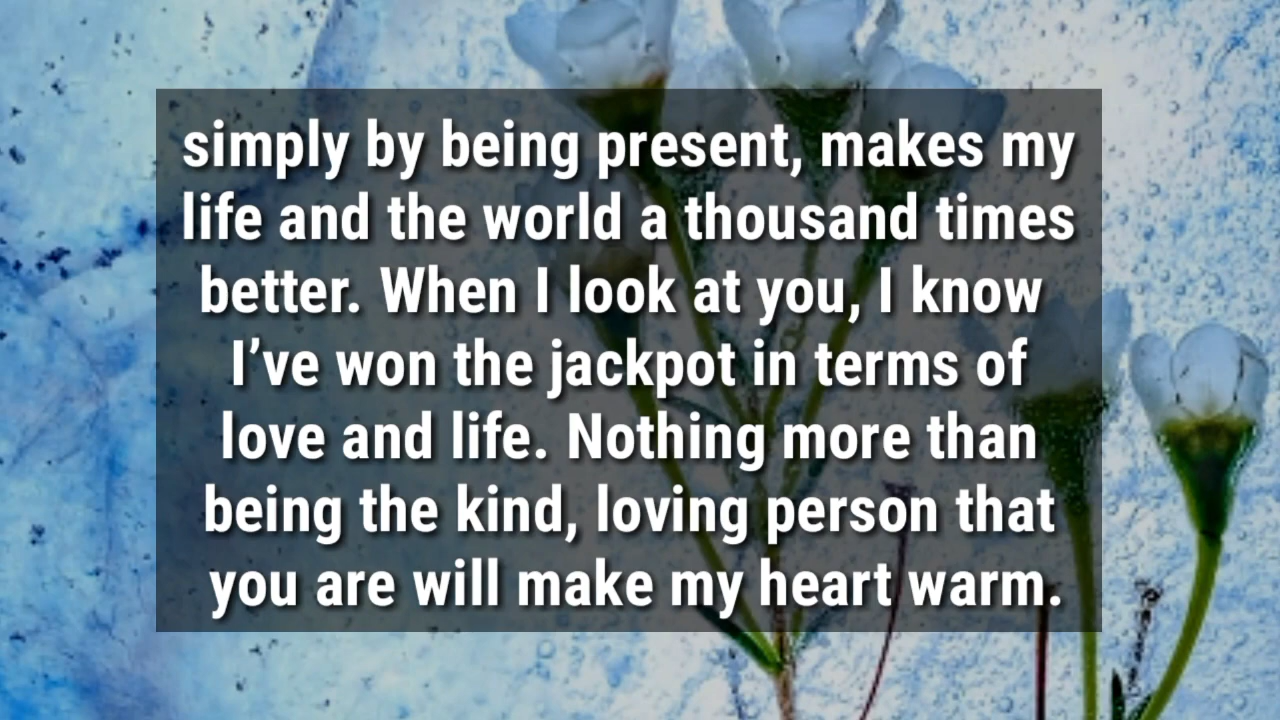 simply by being present, makes my
life and the world a thousand times
better. When I look at you, I know
I’ve won the jackpot in terms of
love and life. Nothing more than
being the kind, loving person that
you are will make my heart warm.